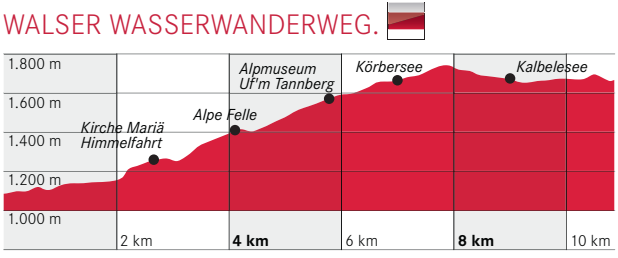 WALSER WASSERWANDERWEG.
1.800 m
Alpmuseum
Uf'm Tannberg
Körbersee
Kalbelesee
1.600 m
Alpe Felle
Kirche Mariä
Himmelfahrt
1.400 m
1.200 m
1.000 m
2 km
4 km
6 km
8 km
10 km